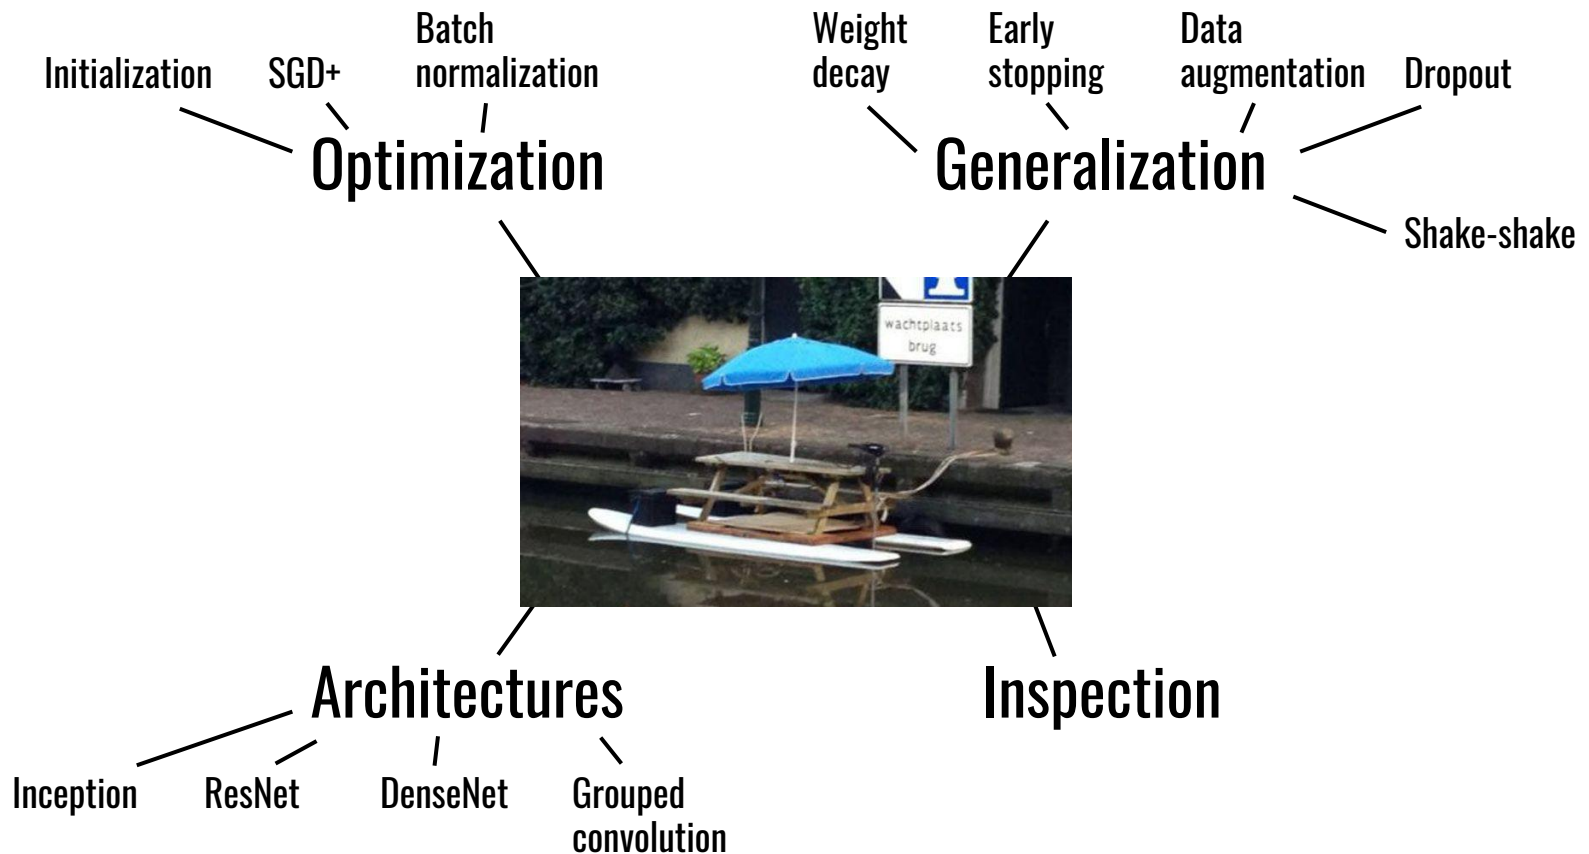 Initialization
SGD+
Batch
normalization
Optimization
Weight
decay
Early
stopping
Data
augmentation
Dropout
Generalization
Shake-shake
wachtplaats
brug
Architectures
Inception
ResNet
DenseNet
Grouped
convolution
Inspection